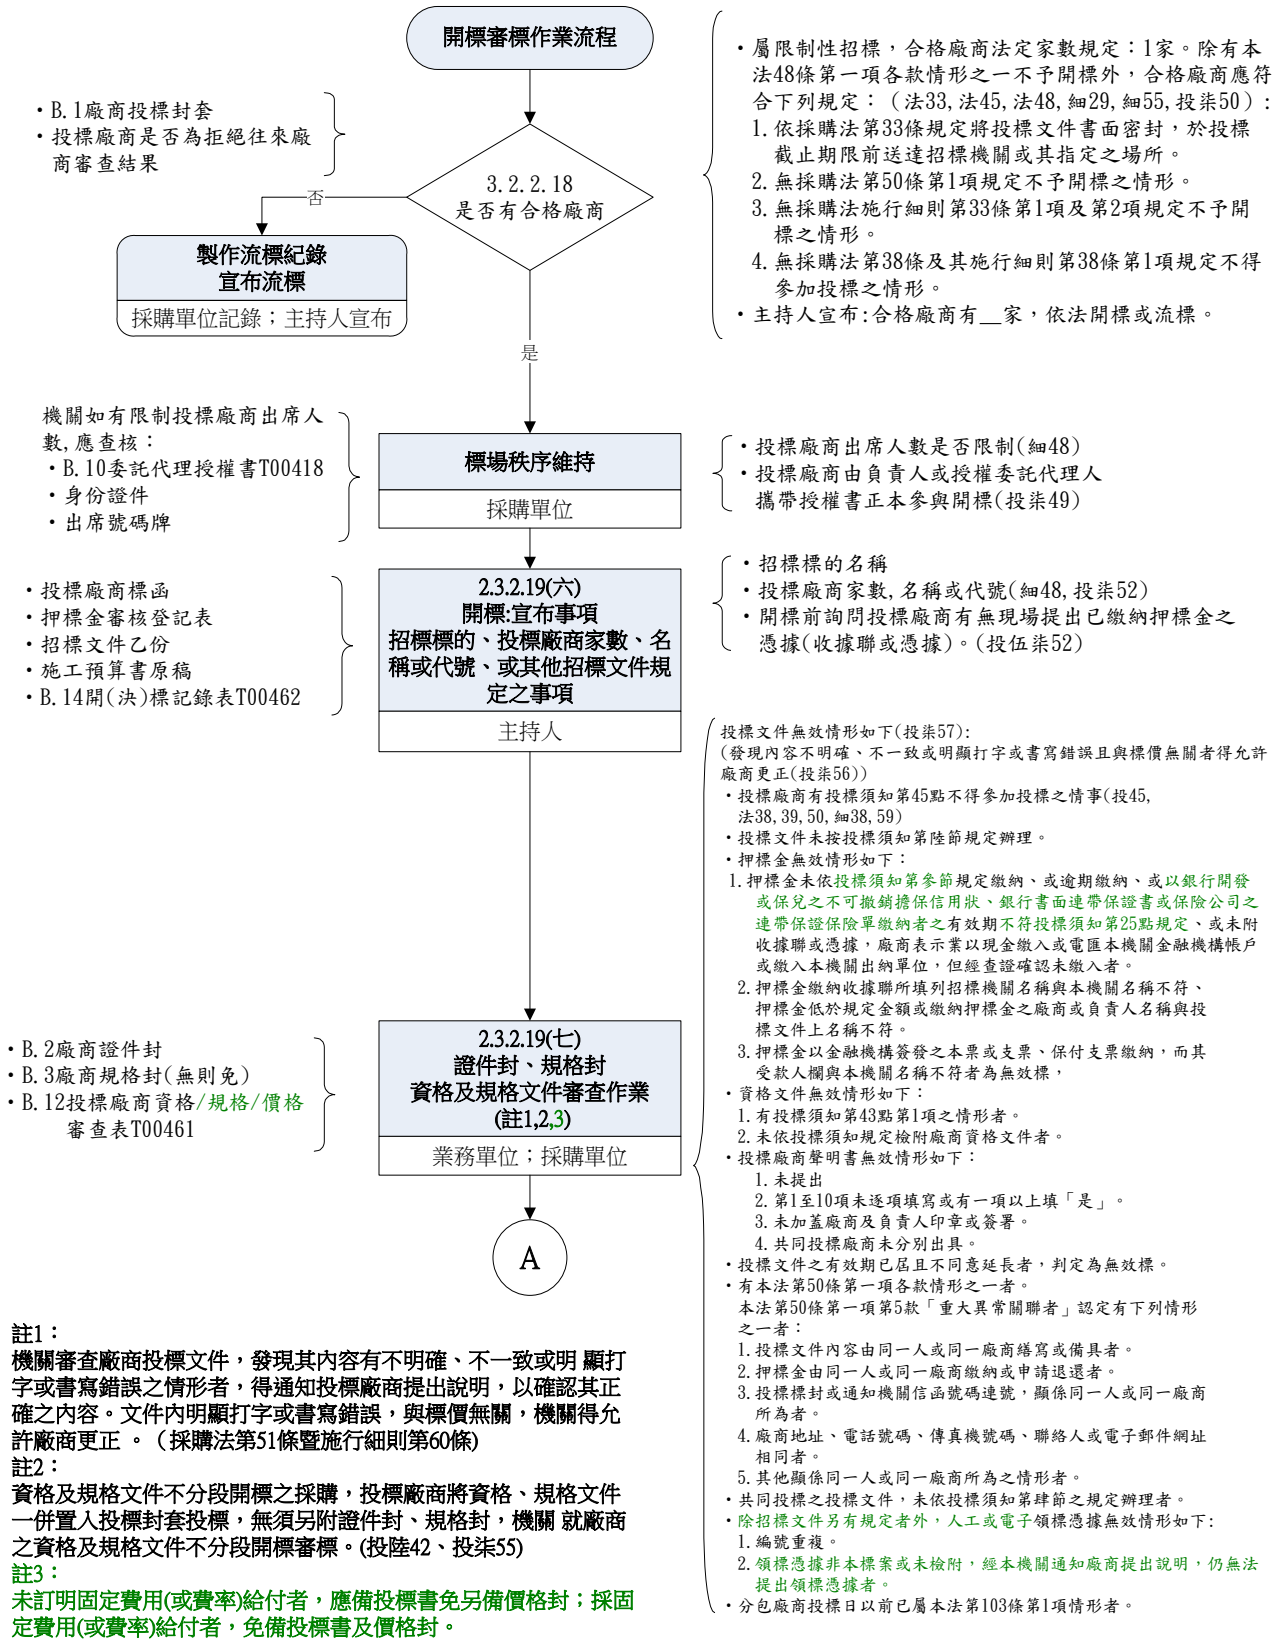 開標審標作業流程
・B.1廠商投標封套
・投標廠商是否為拒絕往來廠
商審查結果
3.2.2.18
是否有合格廠商
否
製作流標紀錄
宣布流標
採購單位記錄；主持人宣布
是
・屬限制性招標，合格廠商法定家數規定：1家。除有本
法48條第一項各款情形之一不予開標外，合格廠商應符
合下列規定：（法33,法45,法48,細29,細55,投柒50）:
1.依採購法第33條規定將投標文件書面密封，於投標
截止期限前送達招標機關或其指定之場所。
2.無採購法第50條第1項規定不予開標之情形。
3.無採購法施行細則第33條第1項及第2項規定不予開
標之情形。
4.無採購法第38條及其施行細則第38條第1項規定不得
參加投標之情形。
・主持人宣布:合格廠商有__家，依法開標或流標。
機關如有限制投標廠商出席人
數,應查核：
・B.10委託代理授權書T00418
・身份證件
・出席號碼牌
標場秩序維持
採購單位
・投標廠商出席人數是否限制(細48)
・投標廠商由負責人或授權委託代理人
攜帶授權書正本參與開標(投柒49)
・投標廠商標函
・押標金審核登記表
・招標文件乙份
・施工預算書原稿
・B.14開(決)標記錄表T00462
2.3.2.19(六)
開標:宣布事項
招標標的、投標廠商家數、名
稱或代號、或其他招標文件規
定之事項
主持人
・招標標的名稱
・投標廠商家數,名稱或代號(細48,投柒52)
・開標前詢問投標廠商有無現場提出已繳納押標金之
憑據(收據聯或憑據)。(投伍柒52)
・B.2廠商證件封
・B.3廠商規格封(無則免)
・B.12投標廠商資格/規格/價格
審查表T00461
2.3.2.19(七)
證件封、規格封
資格及規格文件審查作業
(註1,2,3)
業務單位；採購單位
A
投標文件無效情形如下(投柒57):
(發現內容不明確、不一致或明顯打字或書寫錯誤且與標價無關者得允許
廠商更正(投柒56))
・投標廠商有投標須知第45點不得參加投標之情事(投45,
法38,39,50,細38,59)
・投標文件未按投標須知第陸節規定辦理。
・押標金無效情形如下：
1.押標金未依投標須知第參節規定繳納、或逾期繳納、或以銀行開發
或保兌之不可撤銷擔保信用狀、銀行書面連帶保證書或保險公司之
連帶保證保險單繳納者之有效期不符投標須知第25點規定、或未附
收據聯或憑據，廠商表示業以現金繳入或電匯本機關金融機構帳戶
或繳入本機關出納單位，但經查證確認未繳入者。
2.押標金繳納收據聯所填列招標機關名稱與本機關名稱不符、
押標金低於規定金額或繳納押標金之廠商或負責人名稱與投
標文件上名稱不符。
3.押標金以金融機構簽發之本票或支票、保付支票繳納，而其
受款人欄與本機關名稱不符者為無效標，
・資格文件無效情形如下：
1.有投標須知第43點第1項之情形者。
2.未依投標須知規定檢附廠商資格文件者。
・投標廠商聲明書無效情形如下：
1.未提出
2.第1至10項未逐項填寫或有一項以上填「是」。
3.未加蓋廠商及負責人印章或簽署。
4.共同投標廠商未分別出具。
・投標文件之有效期已屆且不同意延長者，判定為無效標。
・有本法第50條第一項各款情形之一者。
本法第50條第一項第5款「重大異常關聯者」認定有下列情形
之一者：
1.投標文件內容由同一人或同一廠商繕寫或備具者。
2.押標金由同一人或同一廠商繳納或申請退還者。
3.投標標封或通知機關信函號碼連號，顯係同一人或同一廠商
所為者。
4.廠商地址、電話號碼、傳真機號碼、聯絡人或電子郵件網址
相同者。
5.其他顯係同一人或同一廠商所為之情形者。
・共同投標之投標文件，未依投標須知第肆節之規定辦理者。
・除招標文件另有規定者外，人工或電子領標憑據無效情形如下:
1.編號重複。
2.領標憑據非本標案或未檢附，經本機關通知廠商提出說明，仍無法
提出領標憑據者。
・分包廠商投標日以前已屬本法第103條第1項情形者。
註1：
機關審查廠商投標文件，發現其內容有不明確、不一致或明 顯打
字或書寫錯誤之情形者，得通知投標廠商提出說明，以確認其正
確之內容。文件內明顯打字或書寫錯誤，與標價無關，機關得允
許廠商更正 。（採購法第51條暨施行細則第60條)
註2：
資格及規格文件不分段開標之採購，投標廠商將資格、規格文件
一併置入投標封套投標，無須另附證件封、規格封，機關 就廠商
之資格及規格文件不分段開標審標。(投陸42、投柒55)
註3：
未訂明固定費用(或費率)給付者，應備投標書免另備價格封；採固
定費用(或費率)給付者，免備投標書及價格封。